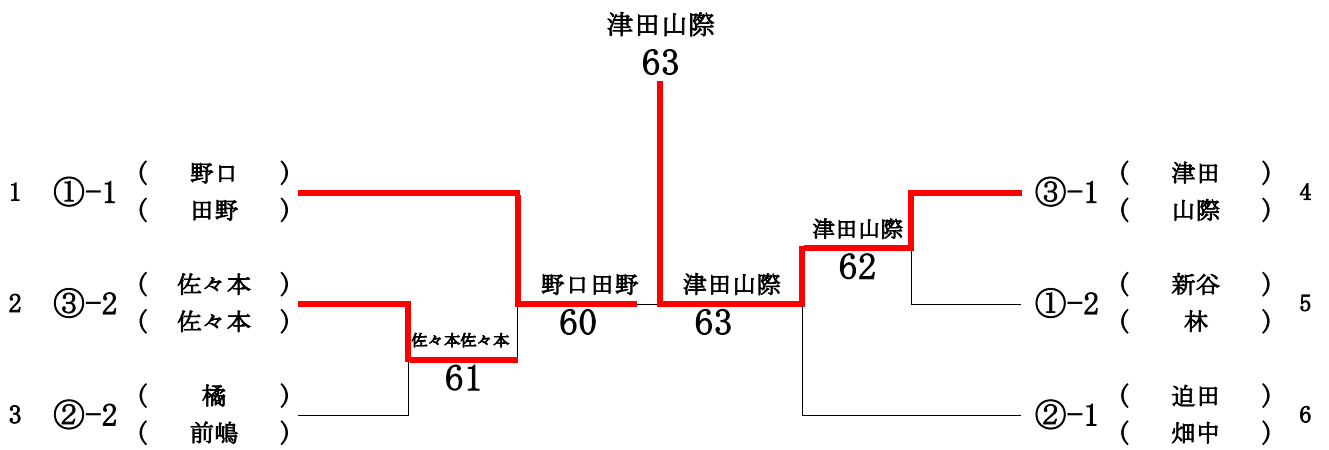 津田山際
63
( 野口 )
1 ①-1
( 田野 )
( 佐々本 )
2 ③-2
( 佐々本 )
( 橘 )
3 ②-2
( 前嶋 )
佐々本佐々本
61
野口田野
60
津田山際
63
津田山際
62
( 津田 )
③-1 4
( 山際 )
( 新谷 )
①-2 5
( 林 )
( 迫田 )
②-1 6
( 畑中 )